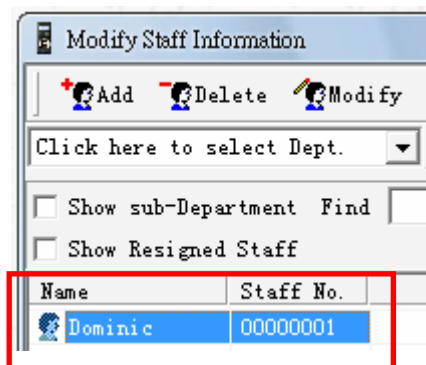 Modify Staff Information
Add Delete Modify
Click here to select Dept.
Show sub-Department Find
Show Resigned Staff
Name Staff No.
Dominic 00000001